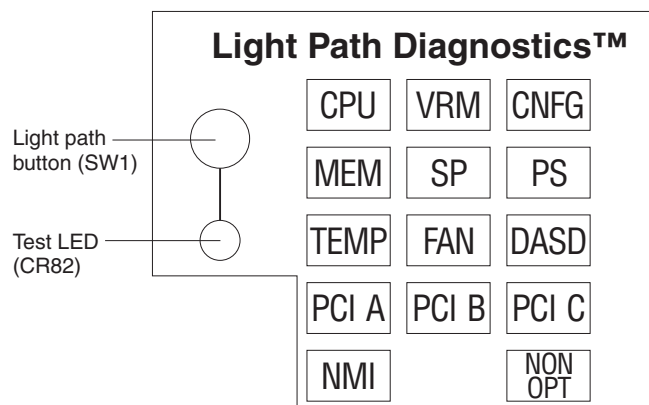 Light Path Diagnostics™
CPU VRM CNFG
Light path
button (SW1)
MEM SP PS
Test LED
(CR82)
TEMP FAN DASD
PCI A PCI B PCI C
NMI NON
OPT